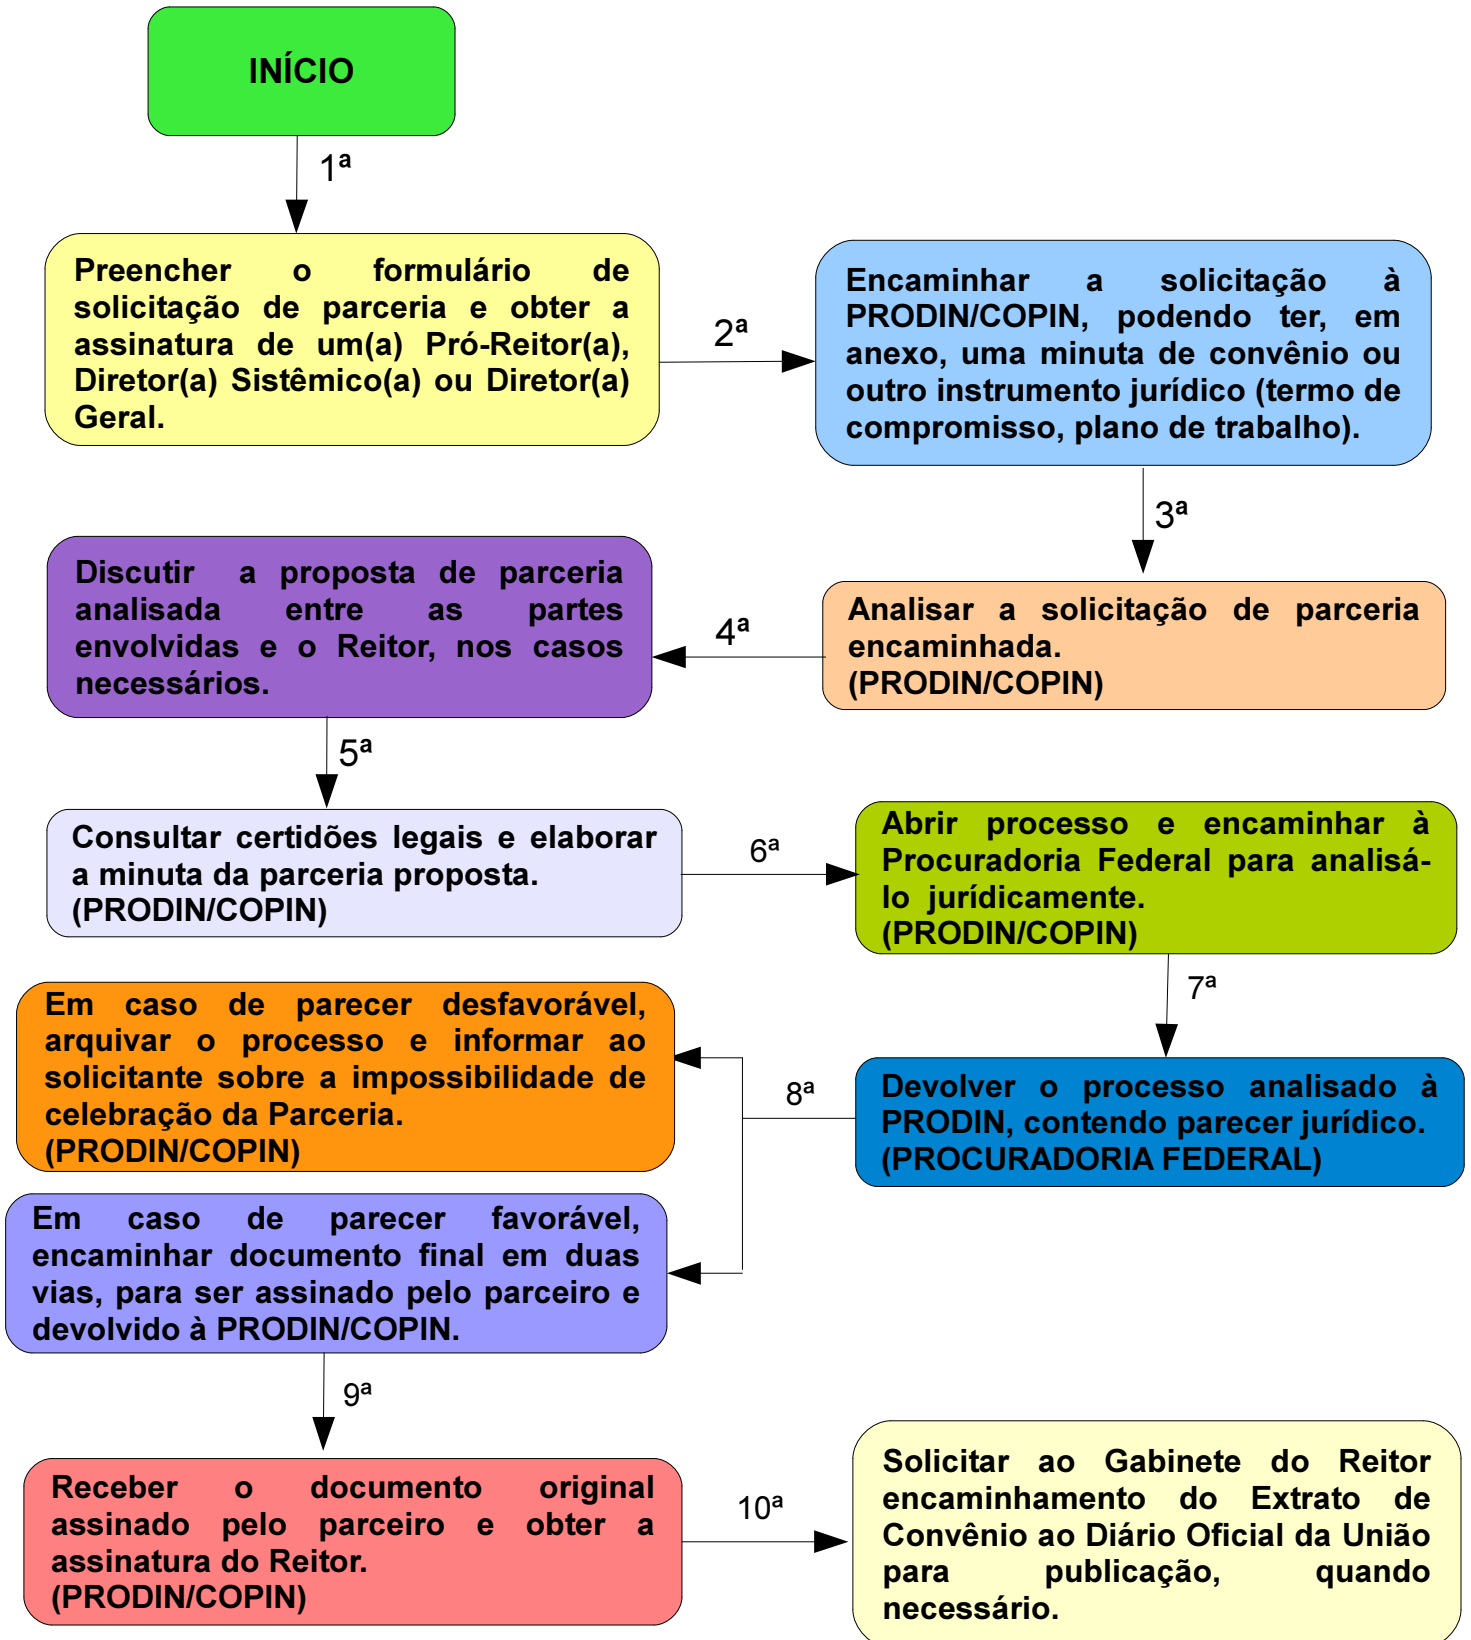 INÍCIO
1ª
Preencher o formulário de
solicitação de parceria e obter a
assinatura de um(a) Pró-Reitor(a),
Diretor(a) Sistêmico(a) ou Diretor(a)
Geral.
2ª
Encaminhar a solicitação à
PRODIN/COPIN, podendo ter, em
anexo, uma minuta de convênio ou
outro instrumento jurídico (termo de
compromisso, plano de trabalho).
3ª
Analisar a solicitação de parceria
encaminhada.
(PRODIN/COPIN)
4ª
Discutir a proposta de parceria
analisada entre as partes
envolvidas e o Reitor, nos casos
necessários.
5ª
Consultar certidões legais e elaborar
a minuta da parceria proposta.
(PRODIN/COPIN)
6ª
Abrir processo e encaminhar à
Procuradoria Federal para analisá-
lo jurídicamente.
(PRODIN/COPIN)
7ª
Devolver o processo analisado à
PRODIN, contendo parecer jurídico.
(PROCURADORIA FEDERAL)
8ª
Em caso de parecer desfavorável,
arquivar o processo e informar ao
solicitante sobre a impossibilidade de
celebração da Parceria.
(PRODIN/COPIN)
Em caso de parecer favorável,
encaminhar documento final em duas
vias, para ser assinado pelo parceiro e
devolvido à PRODIN/COPIN.
9ª
Receber o documento original
assinado pelo parceiro e obter a
assinatura do Reitor.
(PRODIN/COPIN)
10ª
Solicitar ao Gabinete do Reitor
encaminhamento do Extrato de
Convênio ao Diário Oficial da União
para publicação, quando
necessário.